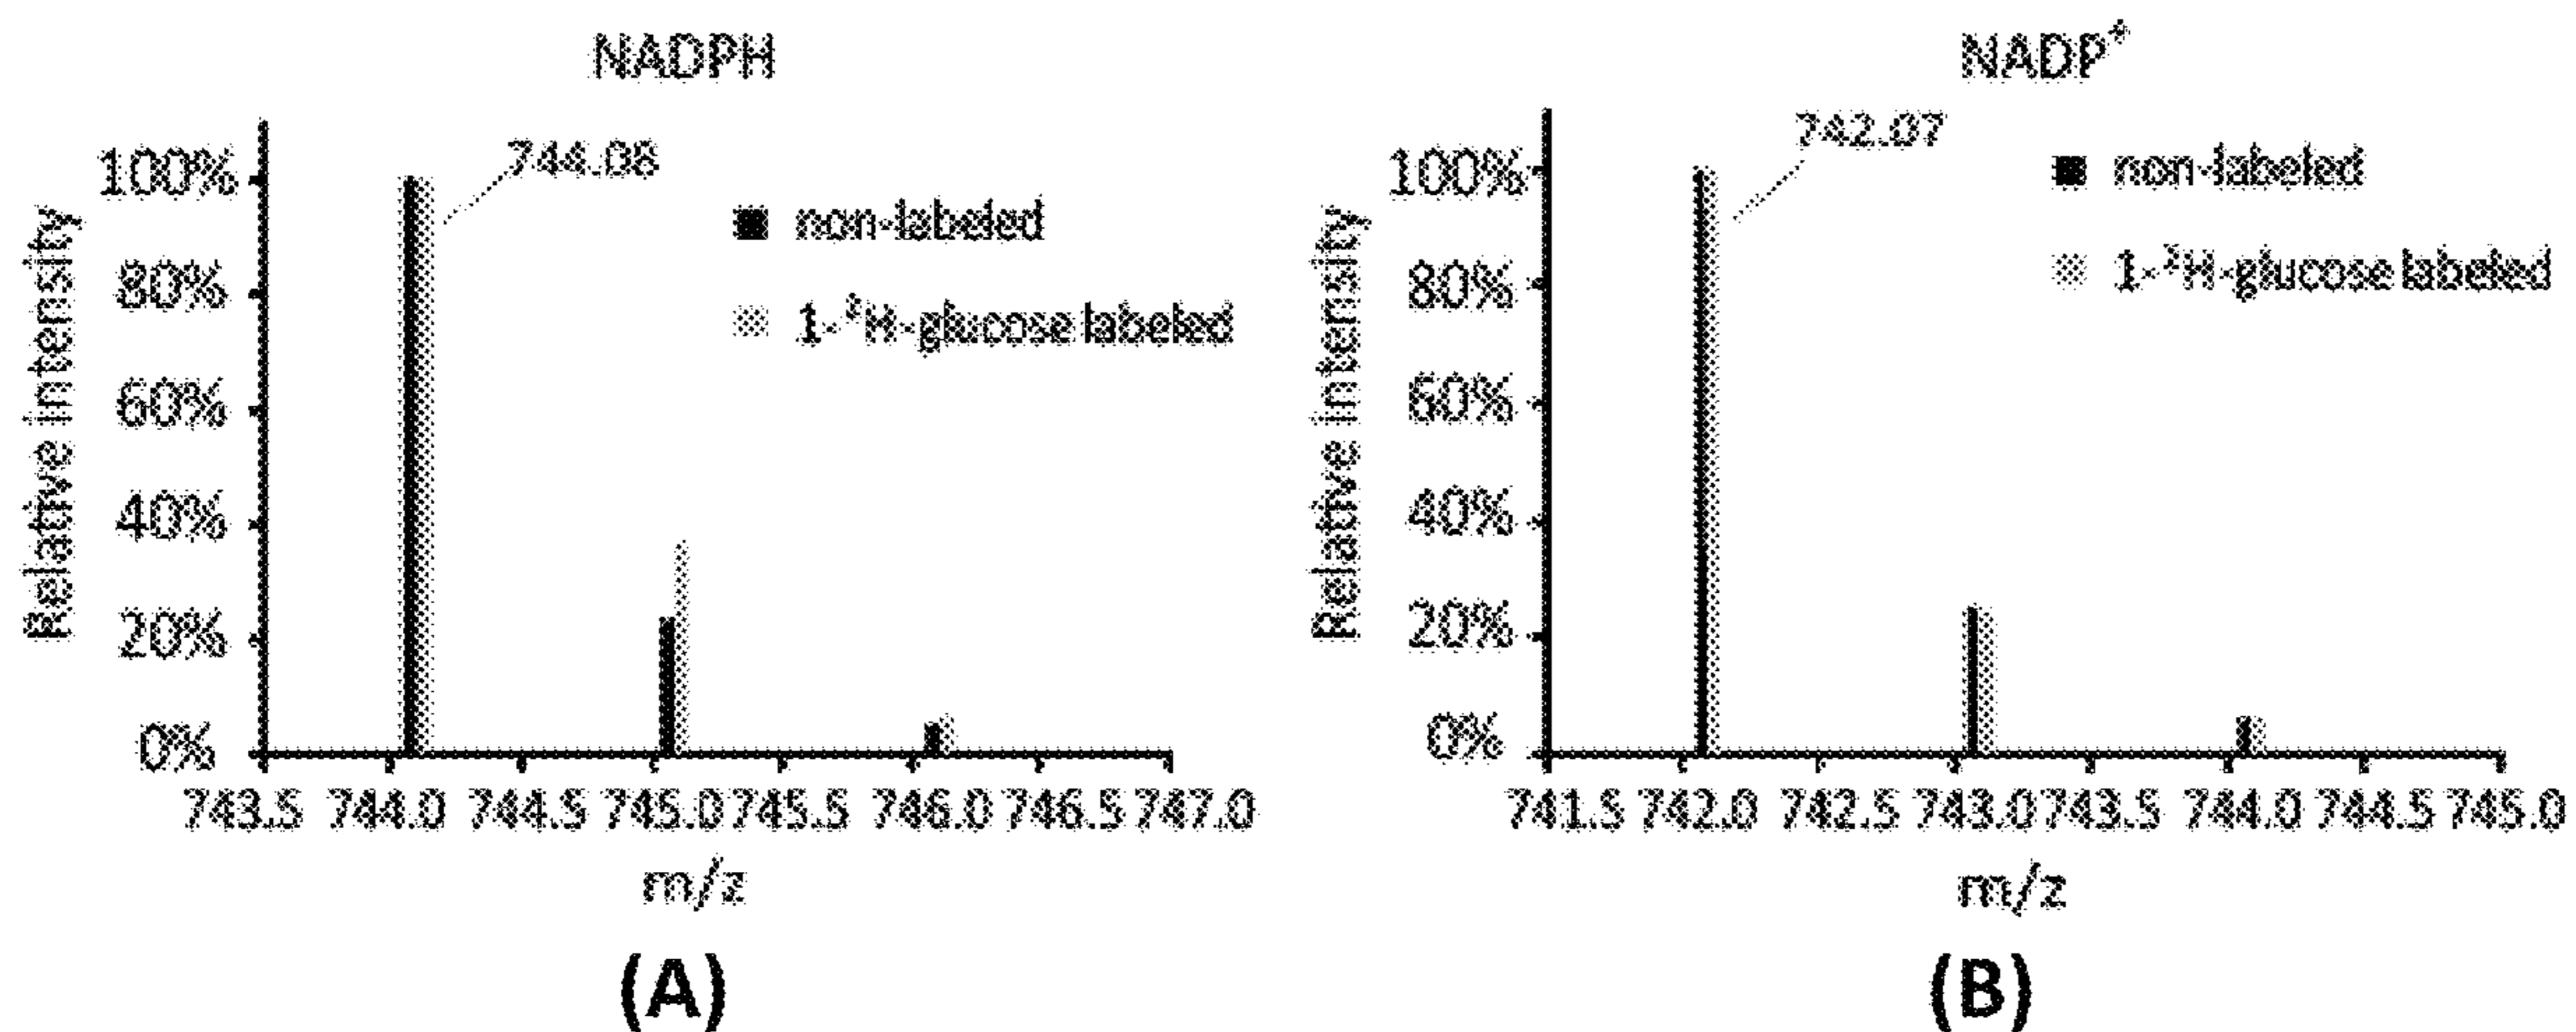 NADPH
744.08
100%
80%
60%
40%
20%
0%
Relative intensity
non-labeled
1-²H-glucose labeled
743.5 744.0 744.5 745.0 745.5 746.0 746.5 747.0
m/z
(A)
NADP⁺
742.07
100%
80%
60%
40%
20%
0%
Relative intensity
non-labeled
1-²H-glucose labeled
741.5 742.0 742.5 743.0 743.5 744.0 744.5 745.0
m/z
(B)